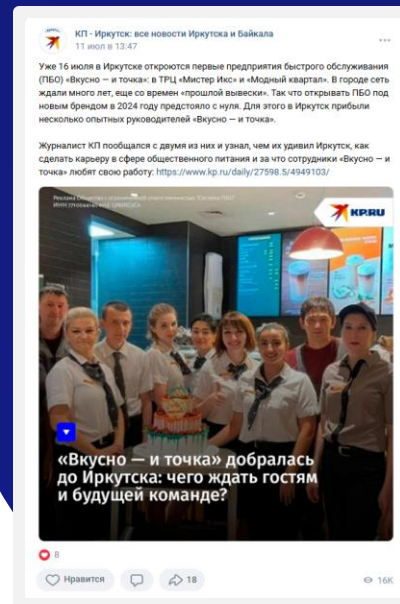 КП - Иркутск: все новости Иркутска и Байкала
11 июл в 13:47
Уже 16 июля в Иркутске откроются первые предприятия быстрого обслуживания
(ПБО) «Вкусно — и точка»: в ТРЦ «Мистер Икс» и «Модный квартал». В городе сеть
ждали много лет, еще со времен «прошлой вывески». Так что открывать ПБО под
новым брендом в 2024 году предстояло с нуля. Для этого в Иркутск прибыли
несколько опытных руководителей «Вкусно — и точка».
Журналист КП пообщался с двумя из них и узнал, чем их удивил Иркутск, как
сделать карьеру в сфере общественного питания и за что сотрудники «Вкусно — и
точка» любят свою работу: https://www.kp.ru/daily/27598.5/4949103/
KP.RU
«Вкусно — и точка» добралась
до Иркутска: чего ждать гостям
и будущей команде?
8
Нравится
18
16K